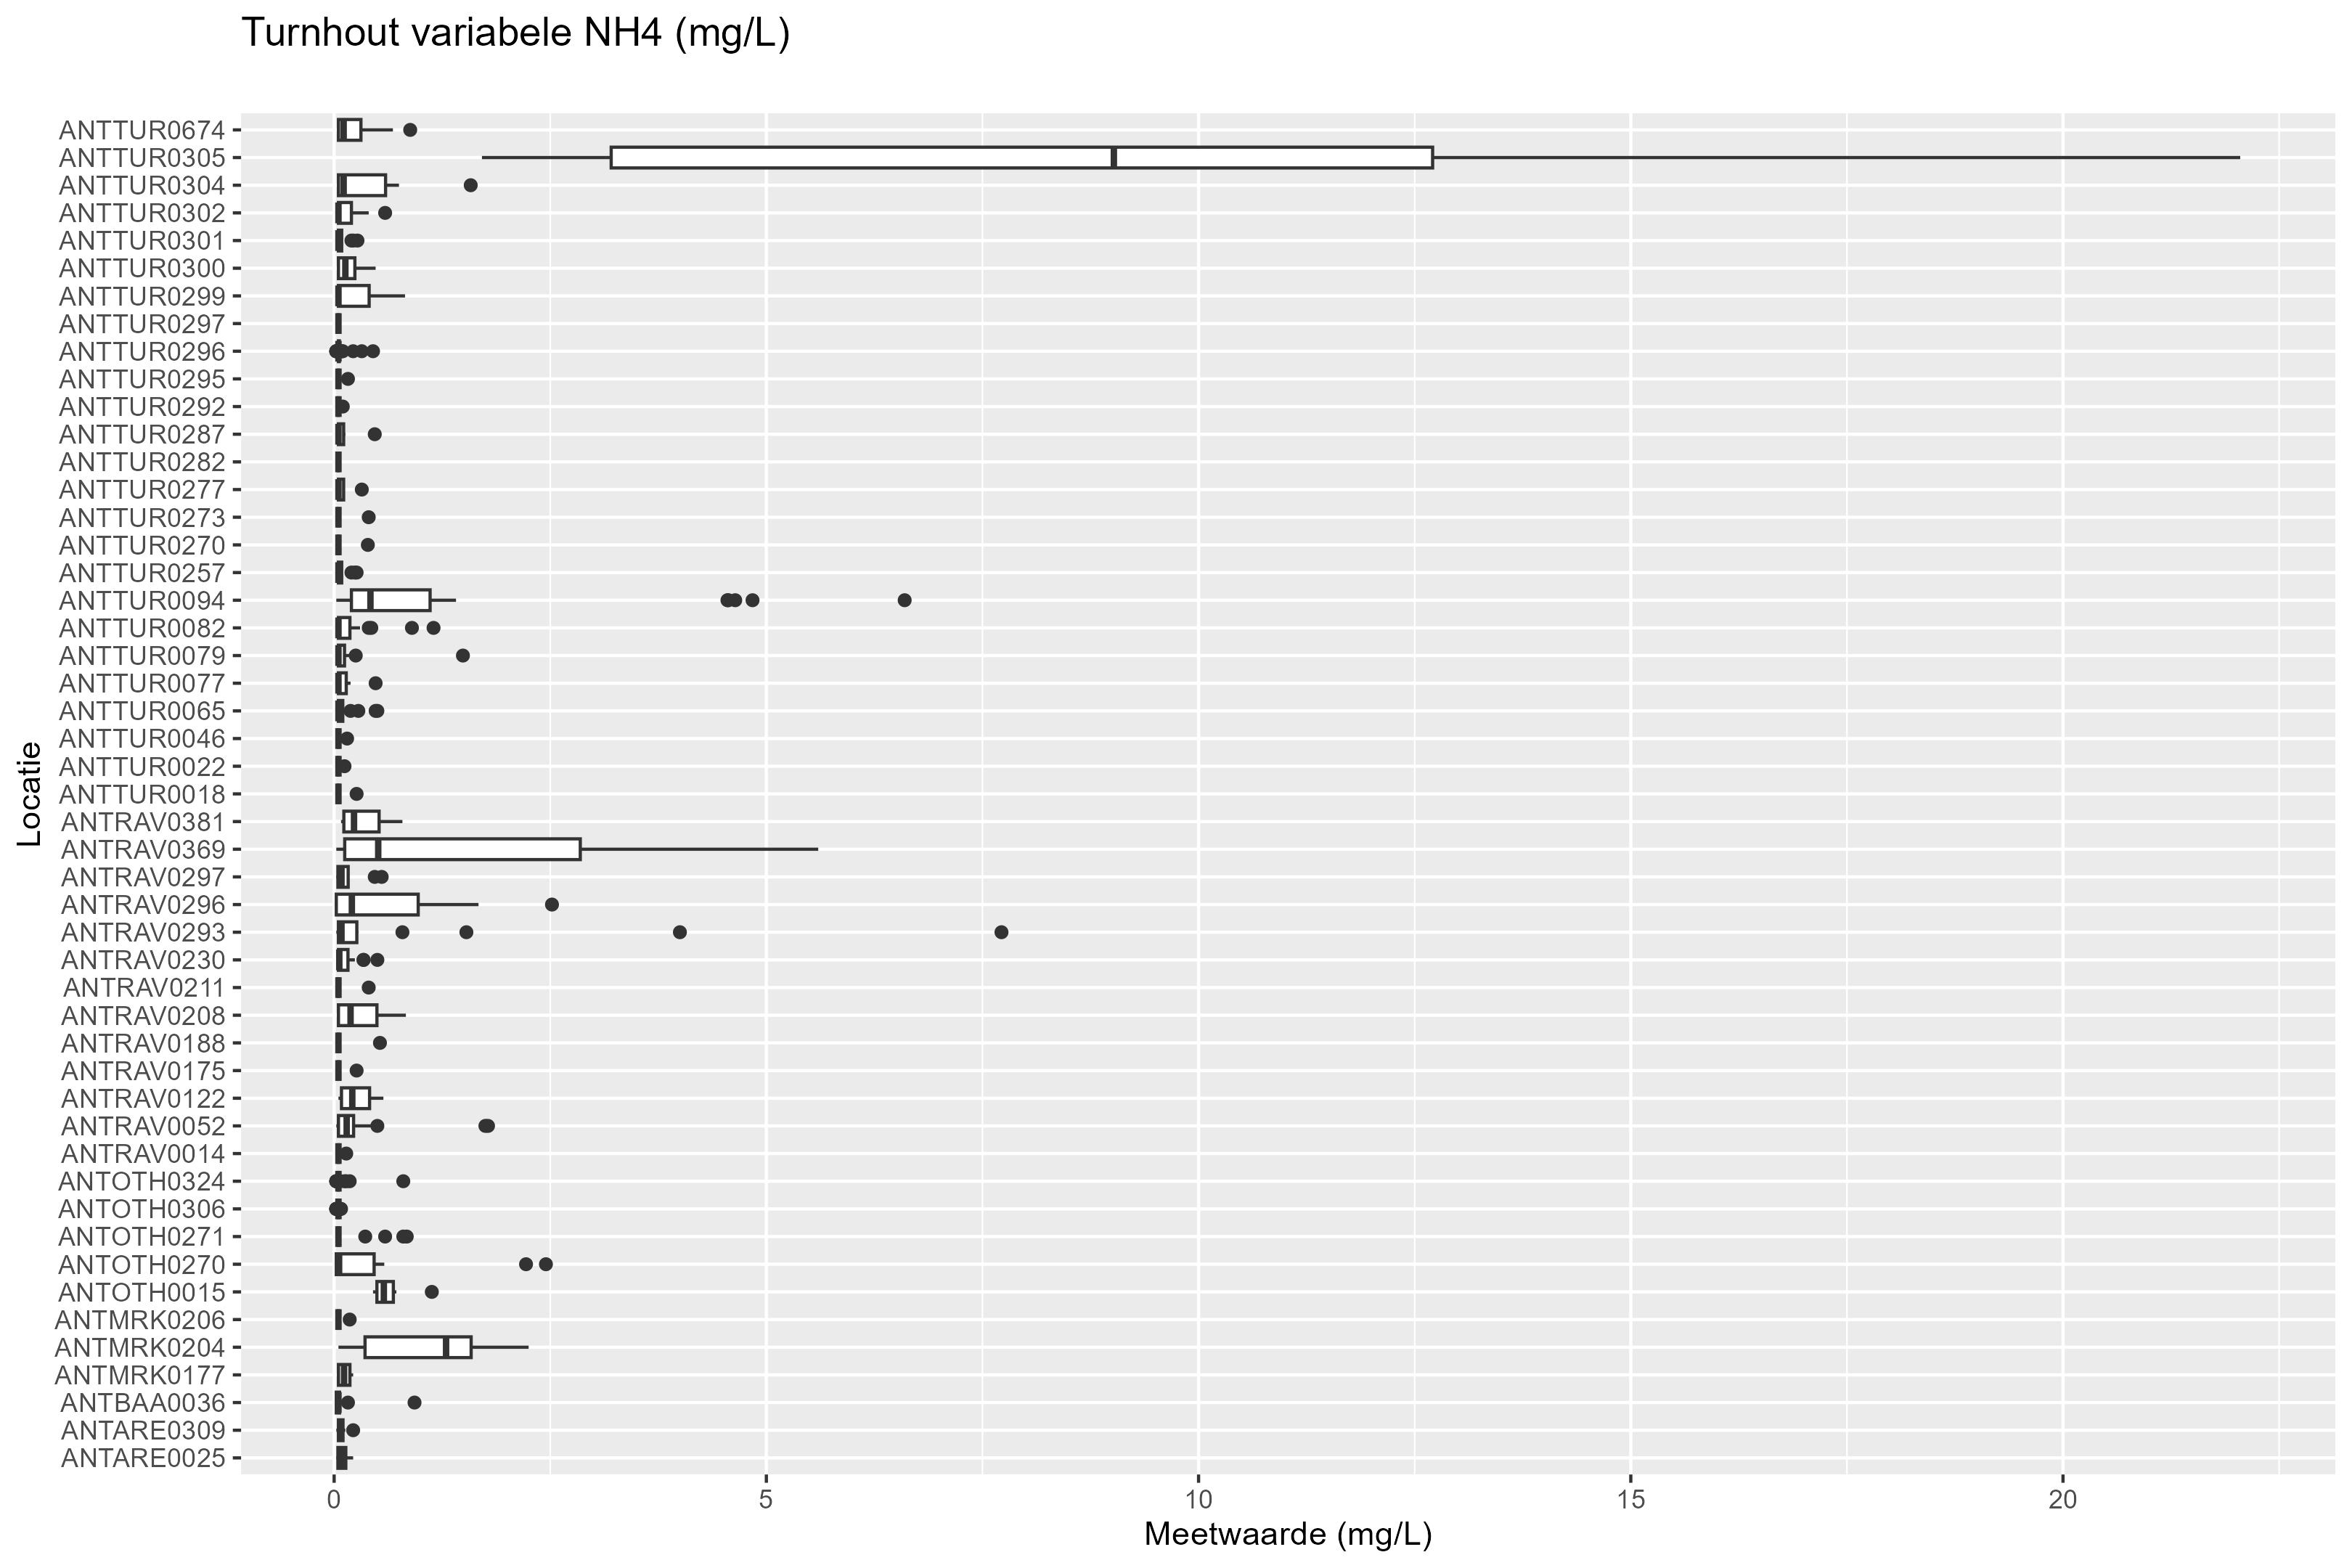 Turnhout variabele NH4 (mg/L)
ANTTUR0674
ANTTUR0305
ANTTUR0304
ANTTUR0302
ANTTUR0301
ANTTUR0300
ANTTUR0299
ANTTUR0297
ANTTUR0296
ANTTUR0295
ANTTUR0292
ANTTUR0287
ANTTUR0282
ANTTUR0277
ANTTUR0273
ANTTUR0270
ANTTUR0257
ANTTUR0094
ANTTUR0082
ANTTUR0079
ANTTUR0077
ANTTUR0065
ANTTUR0046
ANTTUR0022
ANTTUR0018
ANTRAV0381
ANTRAV0369
ANTRAV0297
ANTRAV0296
ANTRAV0293
ANTRAV0230
ANTRAV0211
ANTRAV0208
ANTRAV0188
ANTRAV0175
ANTRAV0122
ANTRAV0052
ANTRAV0014
ANTOTH0324
ANTOTH0306
ANTOTH0271
ANTOTH0270
ANTOTH0015
ANTMRK0206
ANTMRK0204
ANTMRK0177
ANTBAA0036
ANTARE0309
ANTARE0025
Locatie
0 5 10 15 20
Meetwaarde (mg/L)